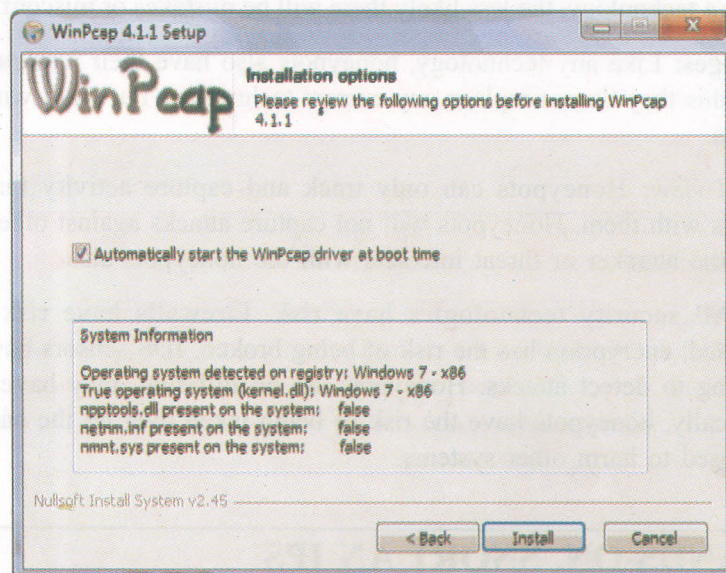 WinPcap 4.1.1 Setup
WinPcap
Installation options
Please review the following options before installing WinPcap
4.1.1
Automatically start the WinPcap driver at boot time
System Information
Operating system detected on registry: Windows 7 - x86
True operating system (kernel.dll): Windows 7 - x86
npptools.dll present on the system: false
netnm.inf present on the system: false
nmnt.sys present on the system: false
Nullsoft Install System v2.45
< Back Install Cancel